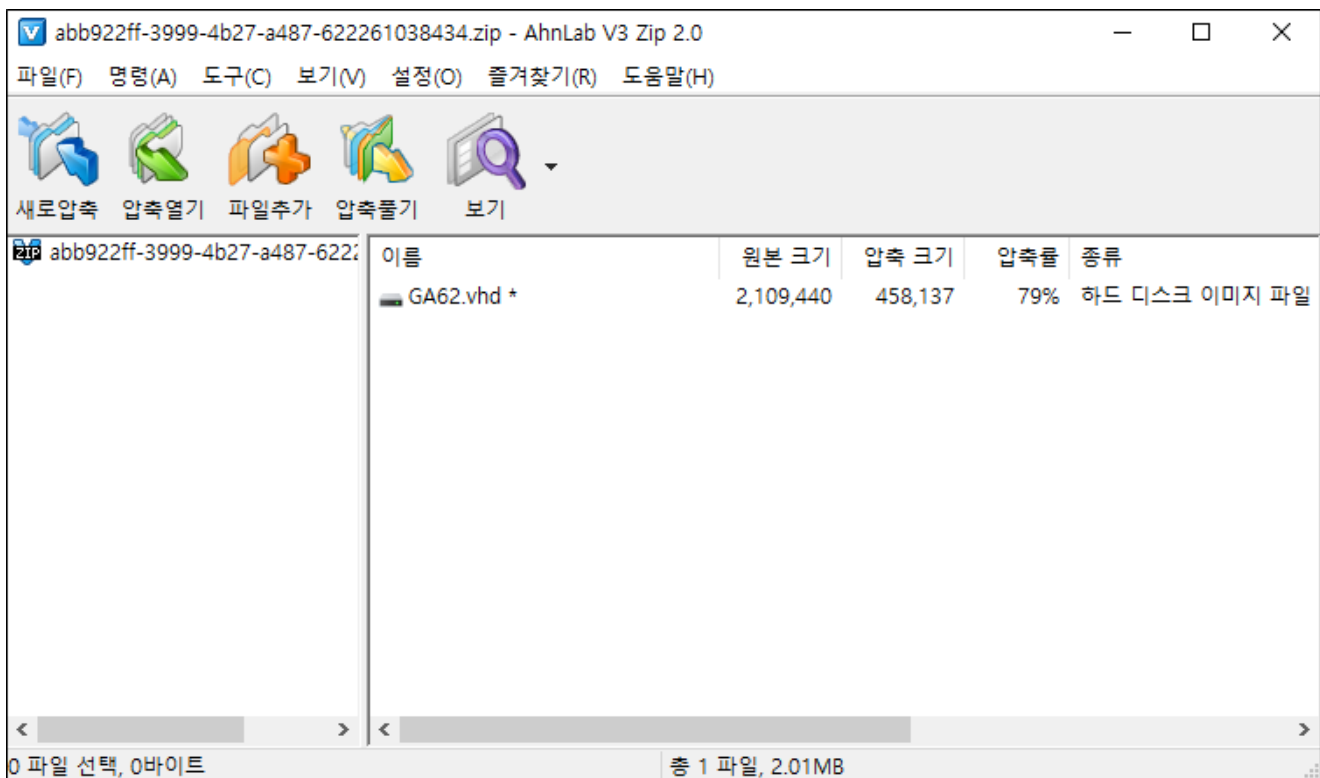 abb922ff-3999-4b27-a487-622261038434.zip - AhnLab V3 Zip 2.0
파일(F) 명령(A) 도구(C) 보기(V) 설정(O) 즐겨찾기(R) 도움말(H)
새로압축 압축열기 파일추가 압축풀기 보기
ZIP abb922ff-3999-4b27-a487-6222
이름 원본 크기 압축 크기 압축률 종류
GA62.vhd * 2,109,440 458,137 79% 하드 디스크 이미지 파일
0 파일 선택, 0바이트 총 1 파일, 2.01MB